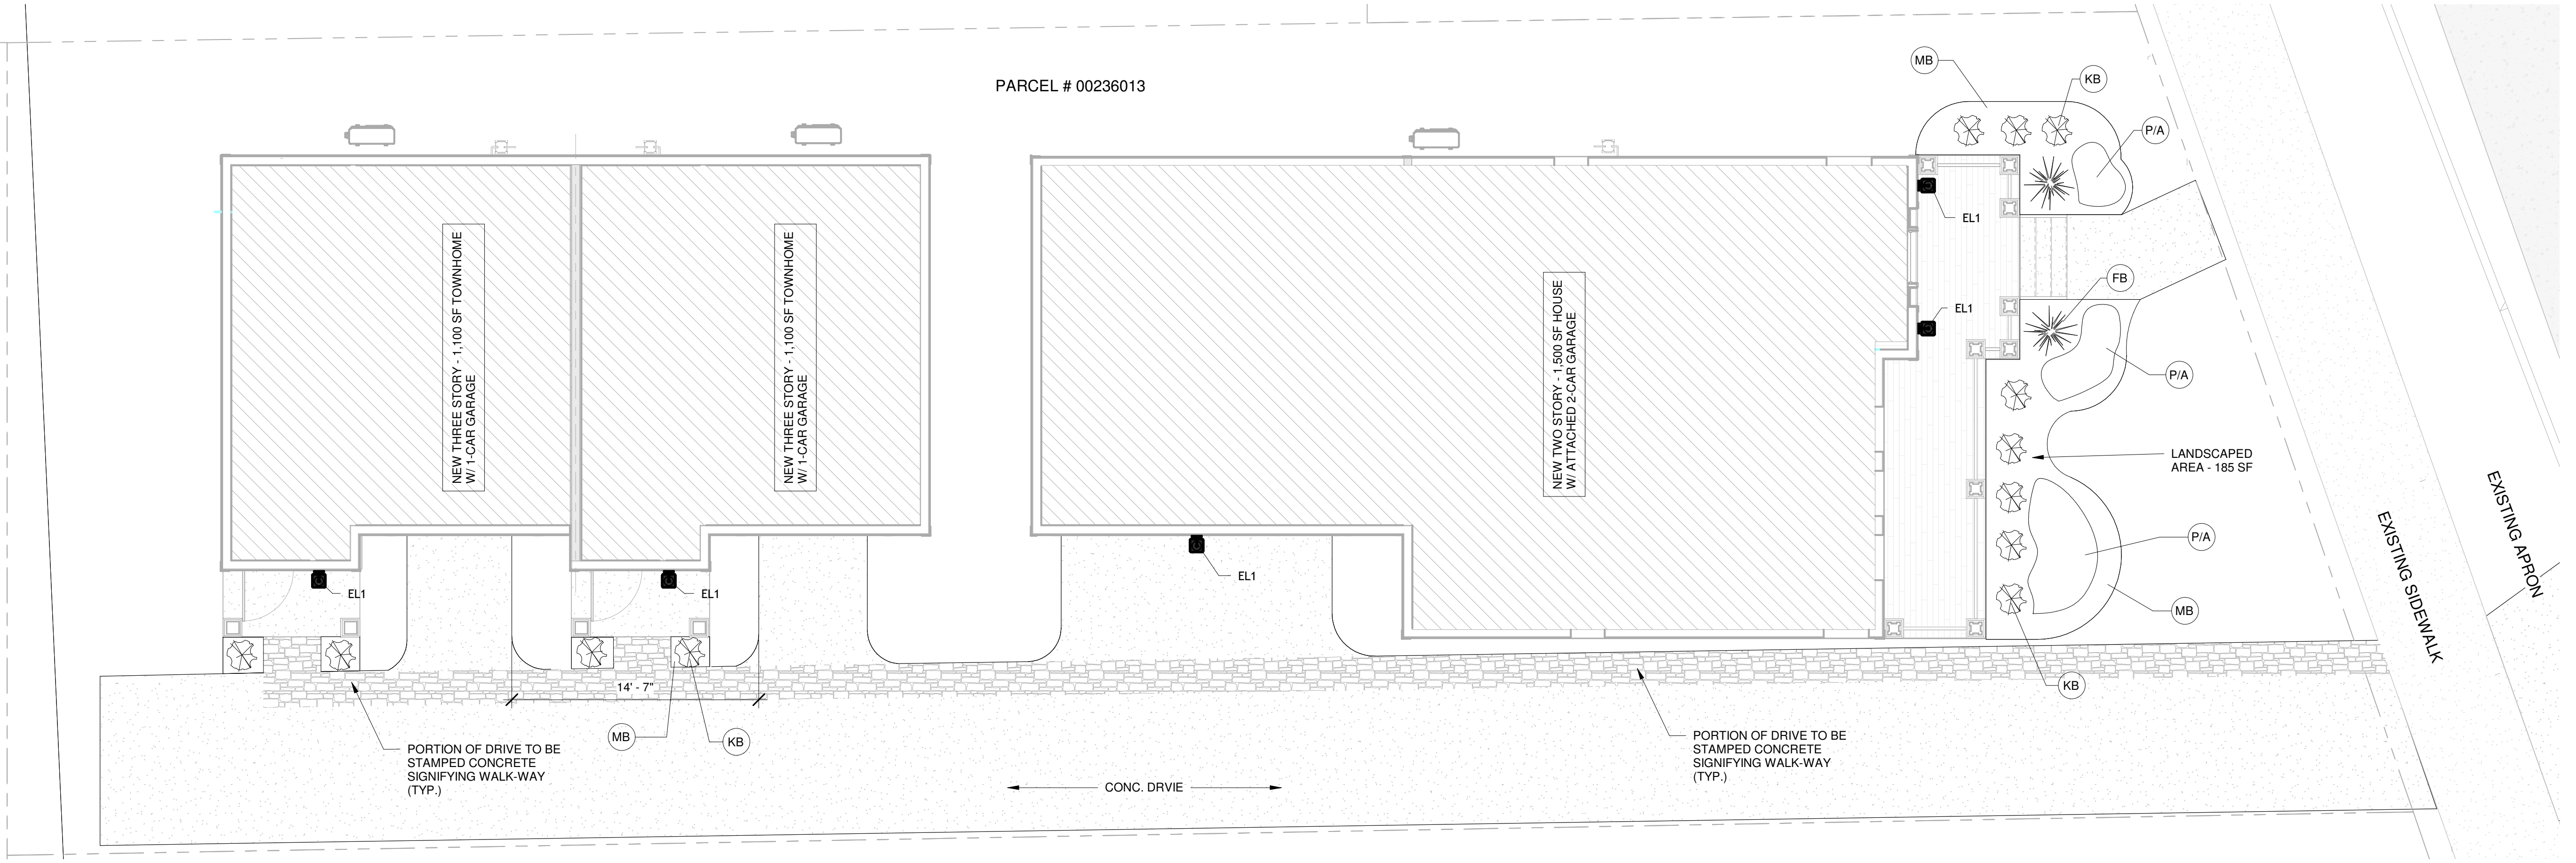 MB
KB
PARCEL # 00236013
P/A
EL1
NEW THREE STORY - 1,100 SF TOWNHOME
W/ 1-CAR GARAGE
NEW THREE STORY - 1,100 SF TOWNHOME
W/ 1-CAR GARAGE
NEW TWO STORY - 1,500 SF HOUSE
W/ ATTACHED 2-CAR GARAGE
FB
EL1
P/A
LANDSCAPED
AREA - 185 SF
EXISTING APRON
EXISTING SIDEWALK
P/A
EL1
EL1
EL1
MB
14' - 7"
KB
MB
KB
PORTION OF DRIVE TO BE
STAMPED CONCRETE
SIGNIFYING WALK-WAY
(TYP.)
PORTION OF DRIVE TO BE
STAMPED CONCRETE
SIGNIFYING WALK-WAY
(TYP.)
CONC. DRVIE